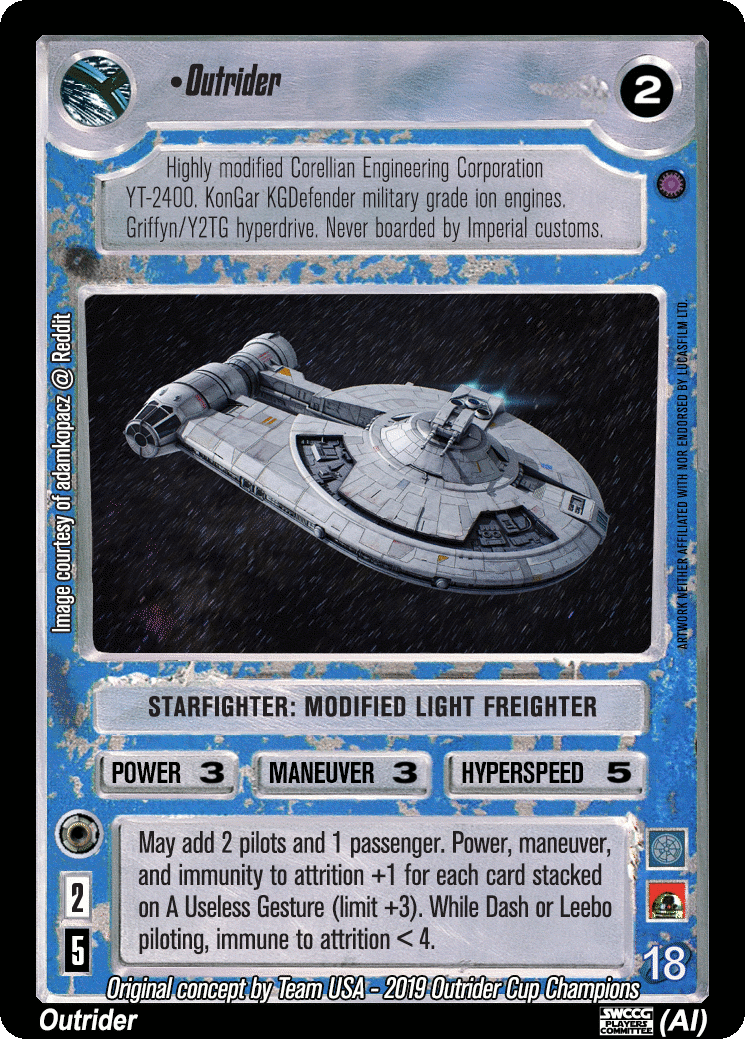 •Outrider
2
Highly modified Corellian Engineering Corporation
YT-2400. KonGar KGDefender military grade ion engines.
Griffyn/Y2TG hyperdrive. Never boarded by Imperial customs.
Image courtesy of adamkopacz @ Reddit
ARTWORK NEITHER AFFILIATED WITH NOR ENDORSED BY LUCASFILM LTD.
STARFIGHTER: MODIFIED LIGHT FREIGHTER
POWER 3 MANEUVER 3 HYPERSPEED 5
May add 2 pilots and 1 passenger. Power, maneuver,
and immunity to attrition +1 for each card stacked
on A Useless Gesture (limit +3). While Dash or Leebo
piloting, immune to attrition < 4.
2
5
18
Original concept by Team USA - 2019 Outrider Cup Champions
Outrider
SWCCG
PLAYERS
COMMITTEE
(AI)